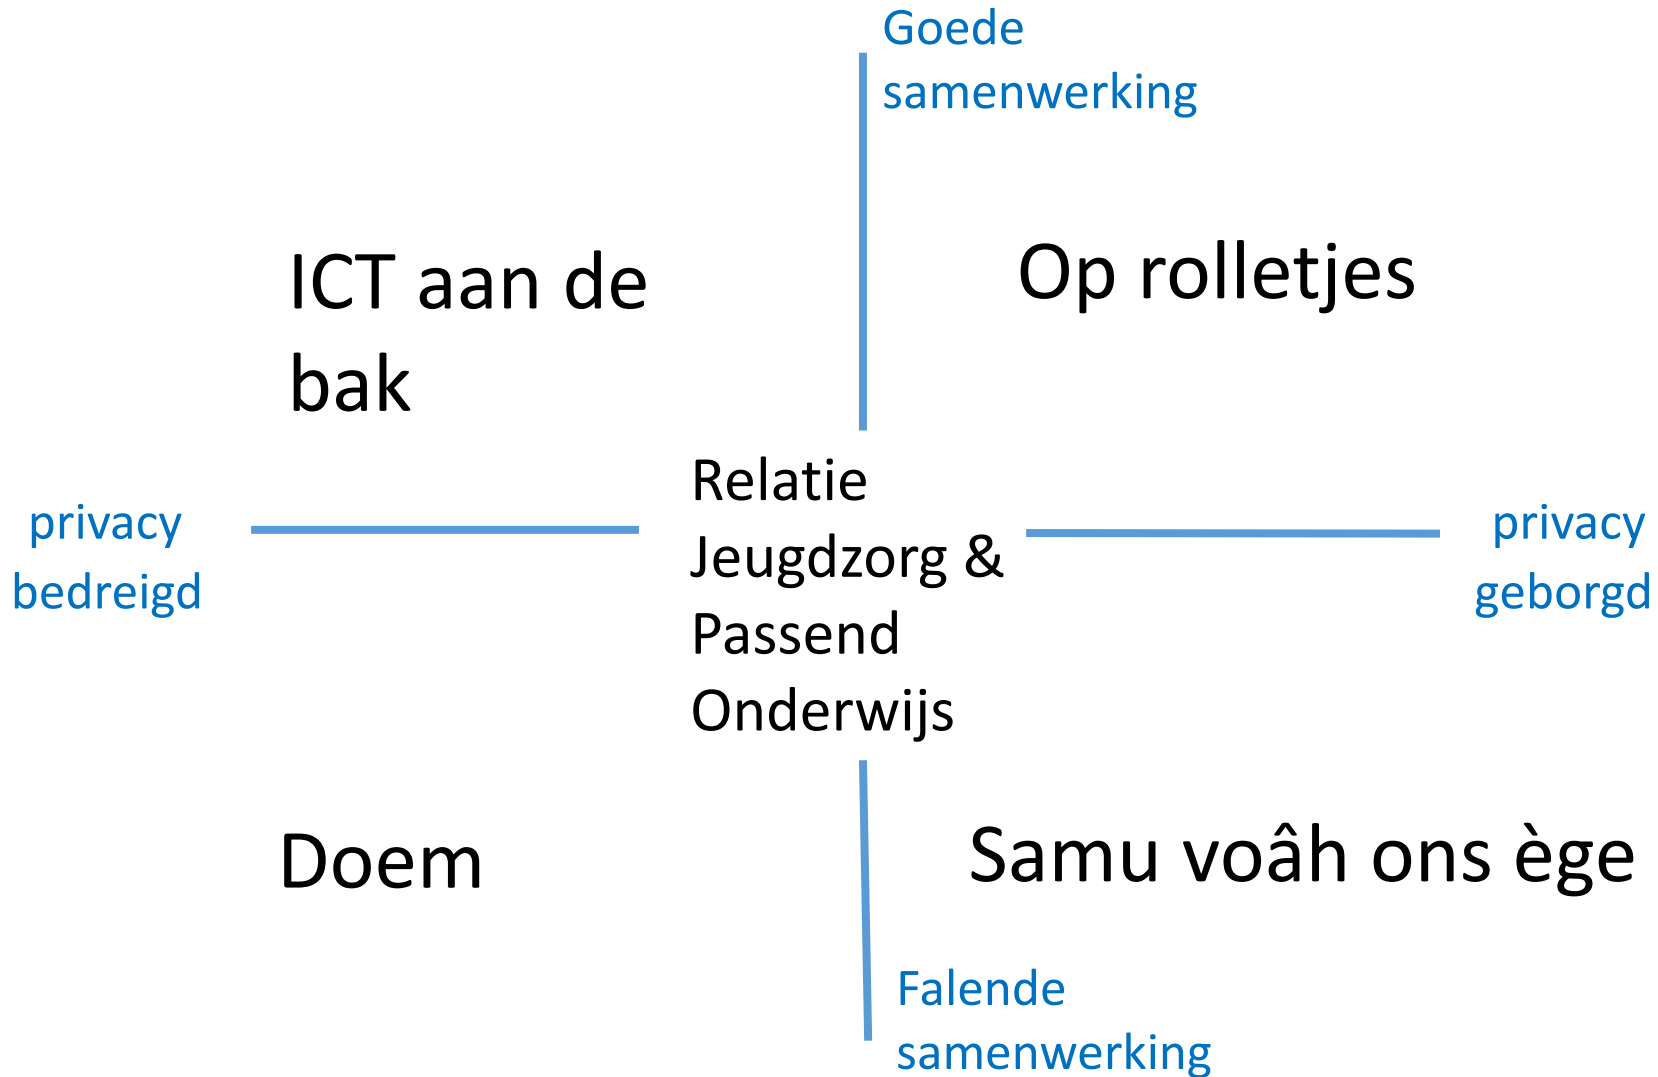 Goede
samenwerking
ICT aan de
bak
Op rolletjes
privacy
bedreigd
Relatie
Jeugdzorg &
Passend
Onderwijs
privacy
geborgd
Doem
Samu voâh ons ège
Falende
samenwerking